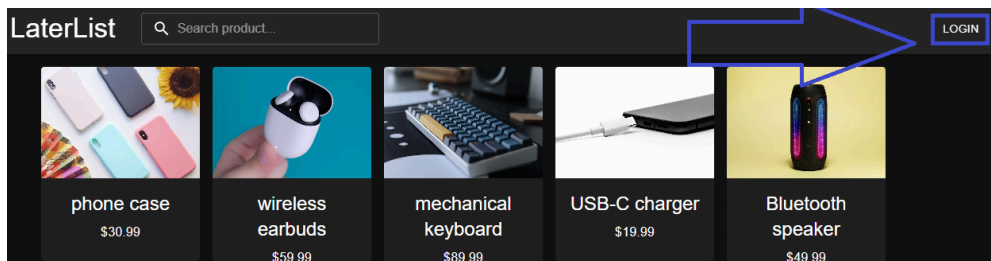 LaterList
Search product...
LOGIN
phone case
$30.99
wireless
earbuds
$59.99
mechanical
keyboard
$89.99
USB-C charger
$19.99
Bluetooth
speaker
$49.99